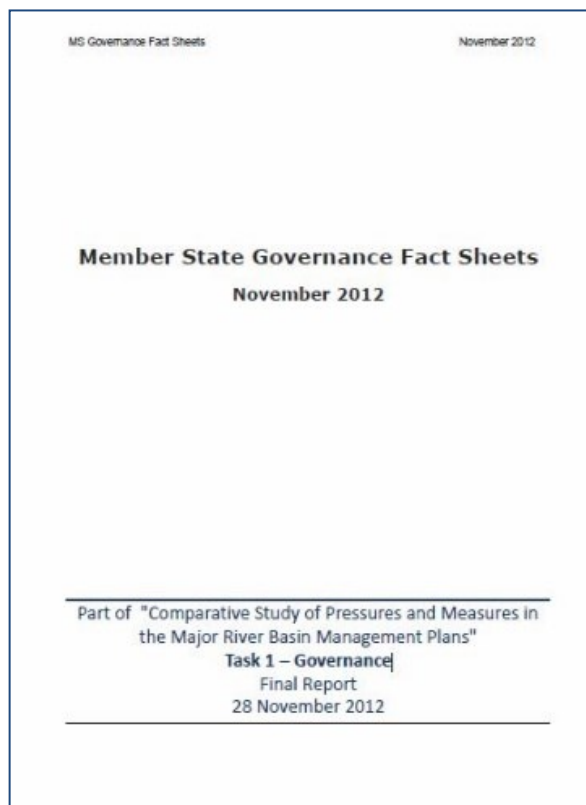 MS Governance Fact Sheets November 2012
Member State Governance Fact Sheets
November 2012
Part of "Comparative Study of Pressures and Measures in
the Major River Basin Management Plans"
Task 1 – Governance
Final Report
28 November 2012